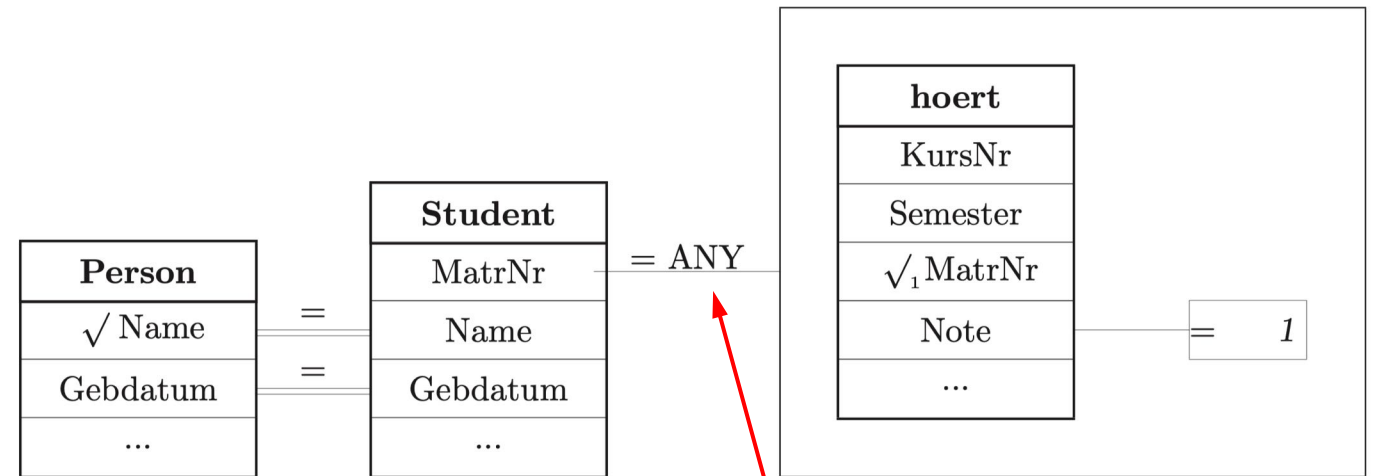 Person
√ Name
Gebdatum
...
=
=
Student
MatrNr
Name
Gebdatum
...
= ANY
hoert
KursNr
Semester
√₁ MatrNr
Note
...
= 1